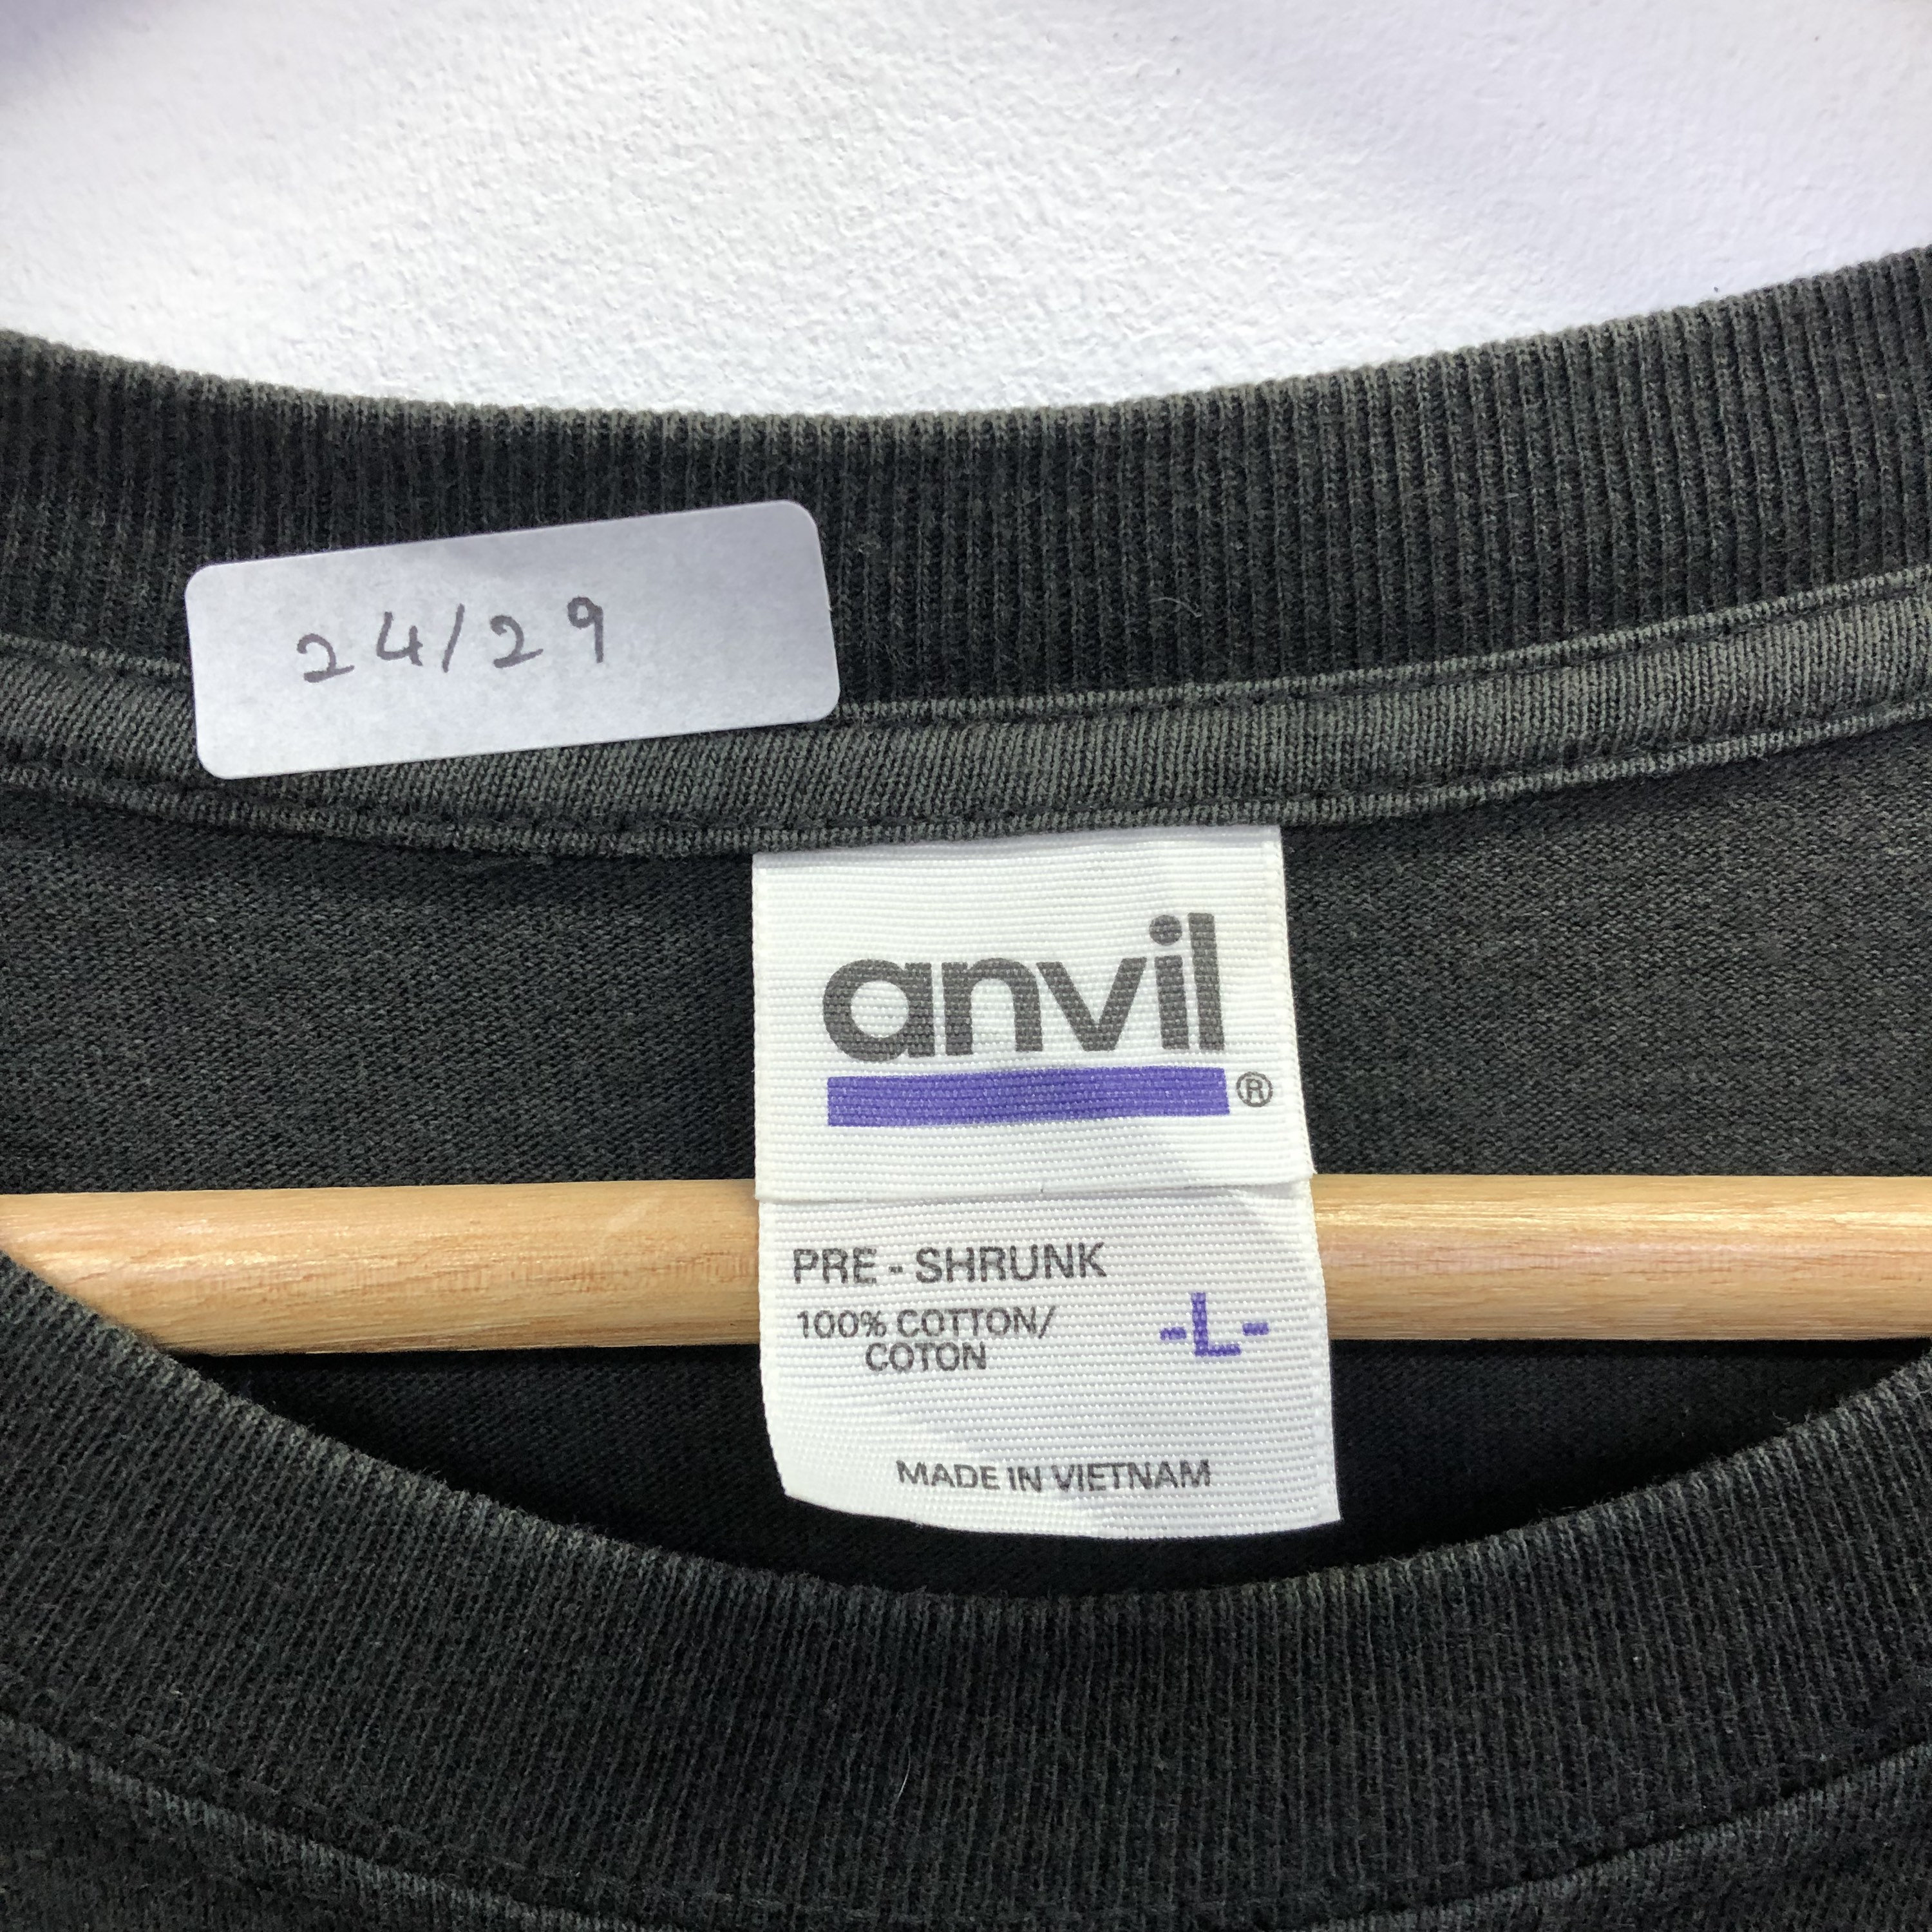 24/29
anvil
®
PRE-SHRUNK
100% COTTON/
COTON
-L-
MADE IN VIETNAM